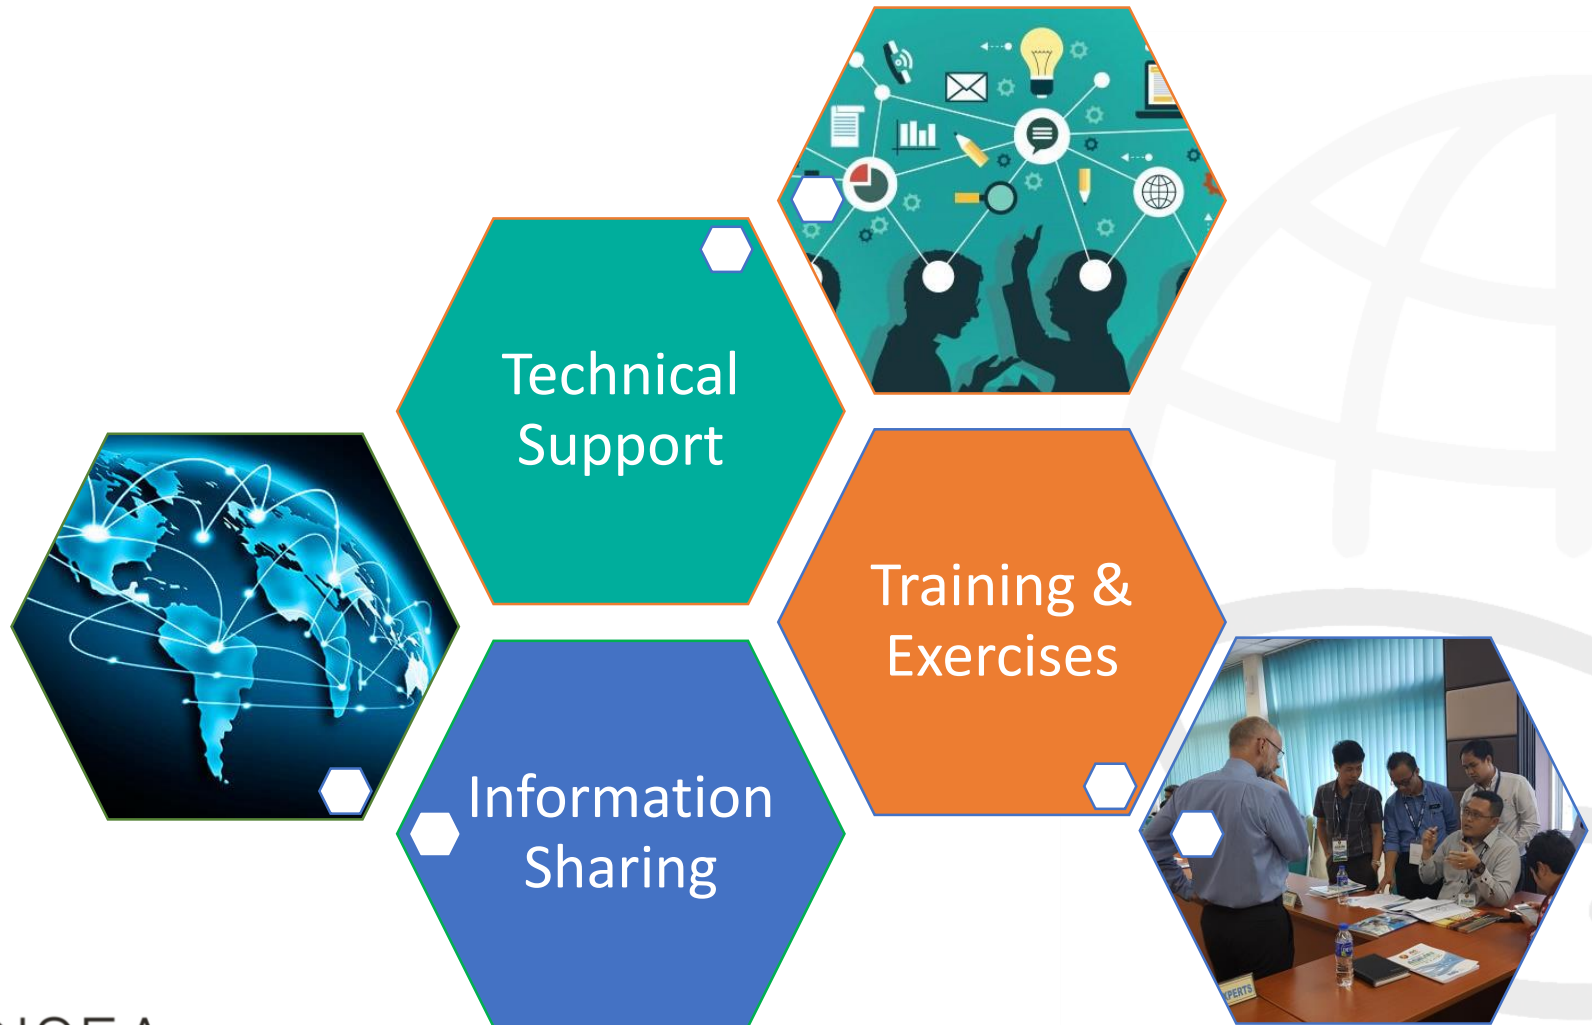 Technical
Support
Training &
Exercises
Information
Sharing